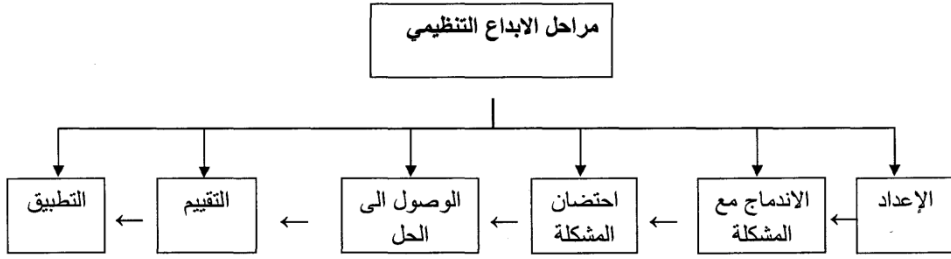 مراحل الابداع التنظيمي
الإعداد
الاندماج مع
المشكلة
احتضان
المشكلة
الوصول الى
الحل
التقييم
التطبيق